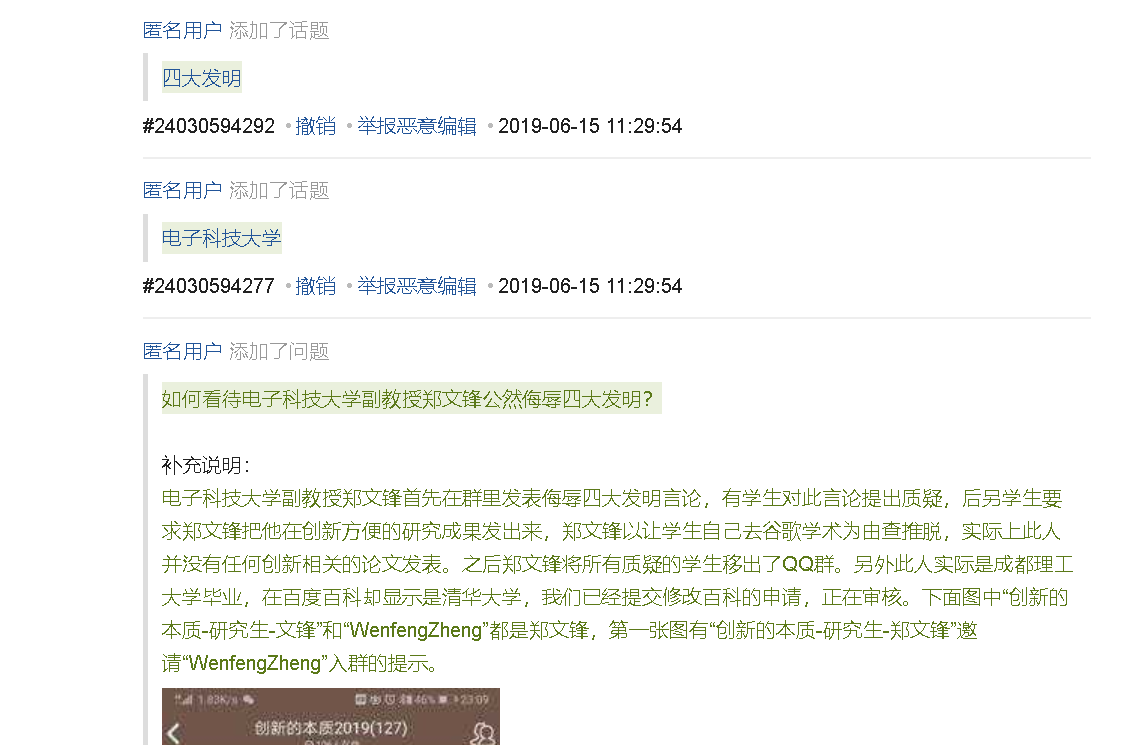 匿名用户 添加了话题
四大发明
#24030594292 •撤销 •举报恶意编辑 •2019-06-15 11:29:54
匿名用户 添加了话题
电子科技大学
#24030594277 •撤销 •举报恶意编辑 •2019-06-15 11:29:54
匿名用户 添加了问题
如何看待电子科技大学副教授郑文锋公然侮辱四大发明?
补充说明：
电子科技大学副教授郑文锋首先在群里发表侮辱四大发明言论，有学生对此言论提出质疑，后另学生要
求郑文锋把他在创新方便的研究成果发出来，郑文锋以让学生自己去谷歌学术为由查推脱，实际上此人
并没有任何创新相关的论文发表。之后郑文锋将所有质疑的学生移出了QQ群。另外此人实际是成都理工
大学毕业，在百度百科却显示是清华大学，我们已经提交修改百科的申请，正在审核。下面图中“创新的
本质-研究生-文锋”和“WenfengZheng”都是郑文锋，第一张图有“创新的本质-研究生-郑文锋”邀
请“WenfengZheng”入群的提示。
1.83K/s 46% 23:09
创新的本质2019(127)